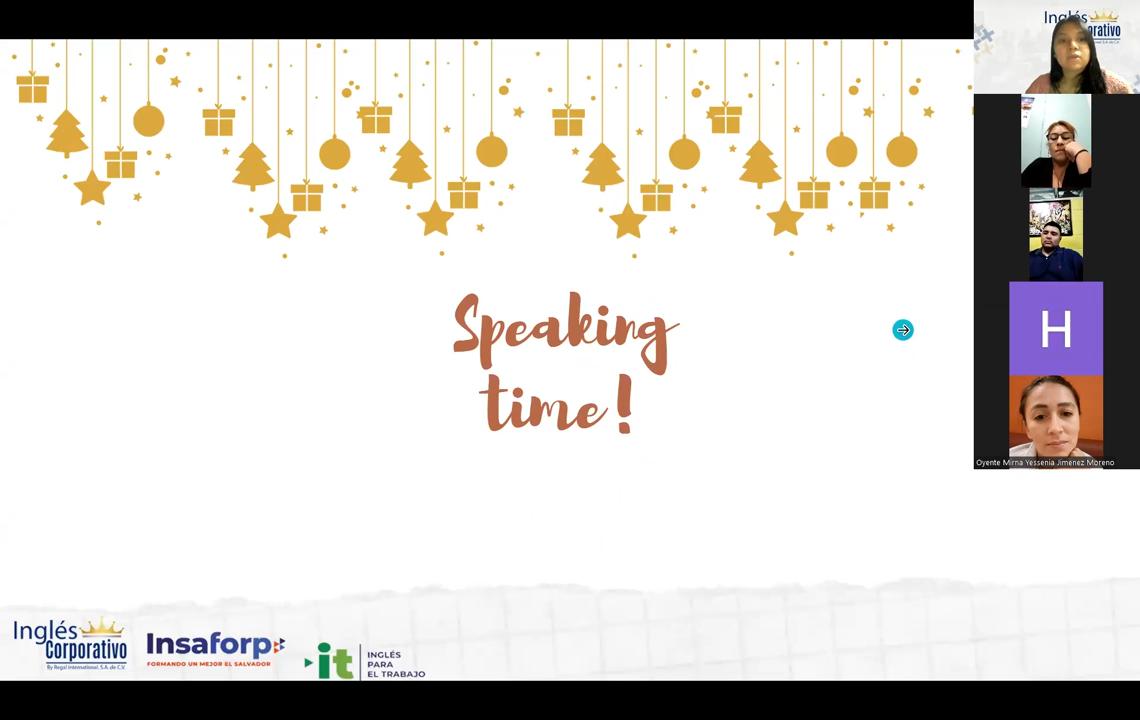 Speaking
time!
Inglés
Corporativo
By Regal International, S.A. de C.V.
Insaforp
FORMANDO UN MEJOR EL SALVADOR
it
INGLÉS
PARA
EL TRABAJO
Inglés
orporativo
H
Oyente Mirna Yessenia Jimenez Moreno